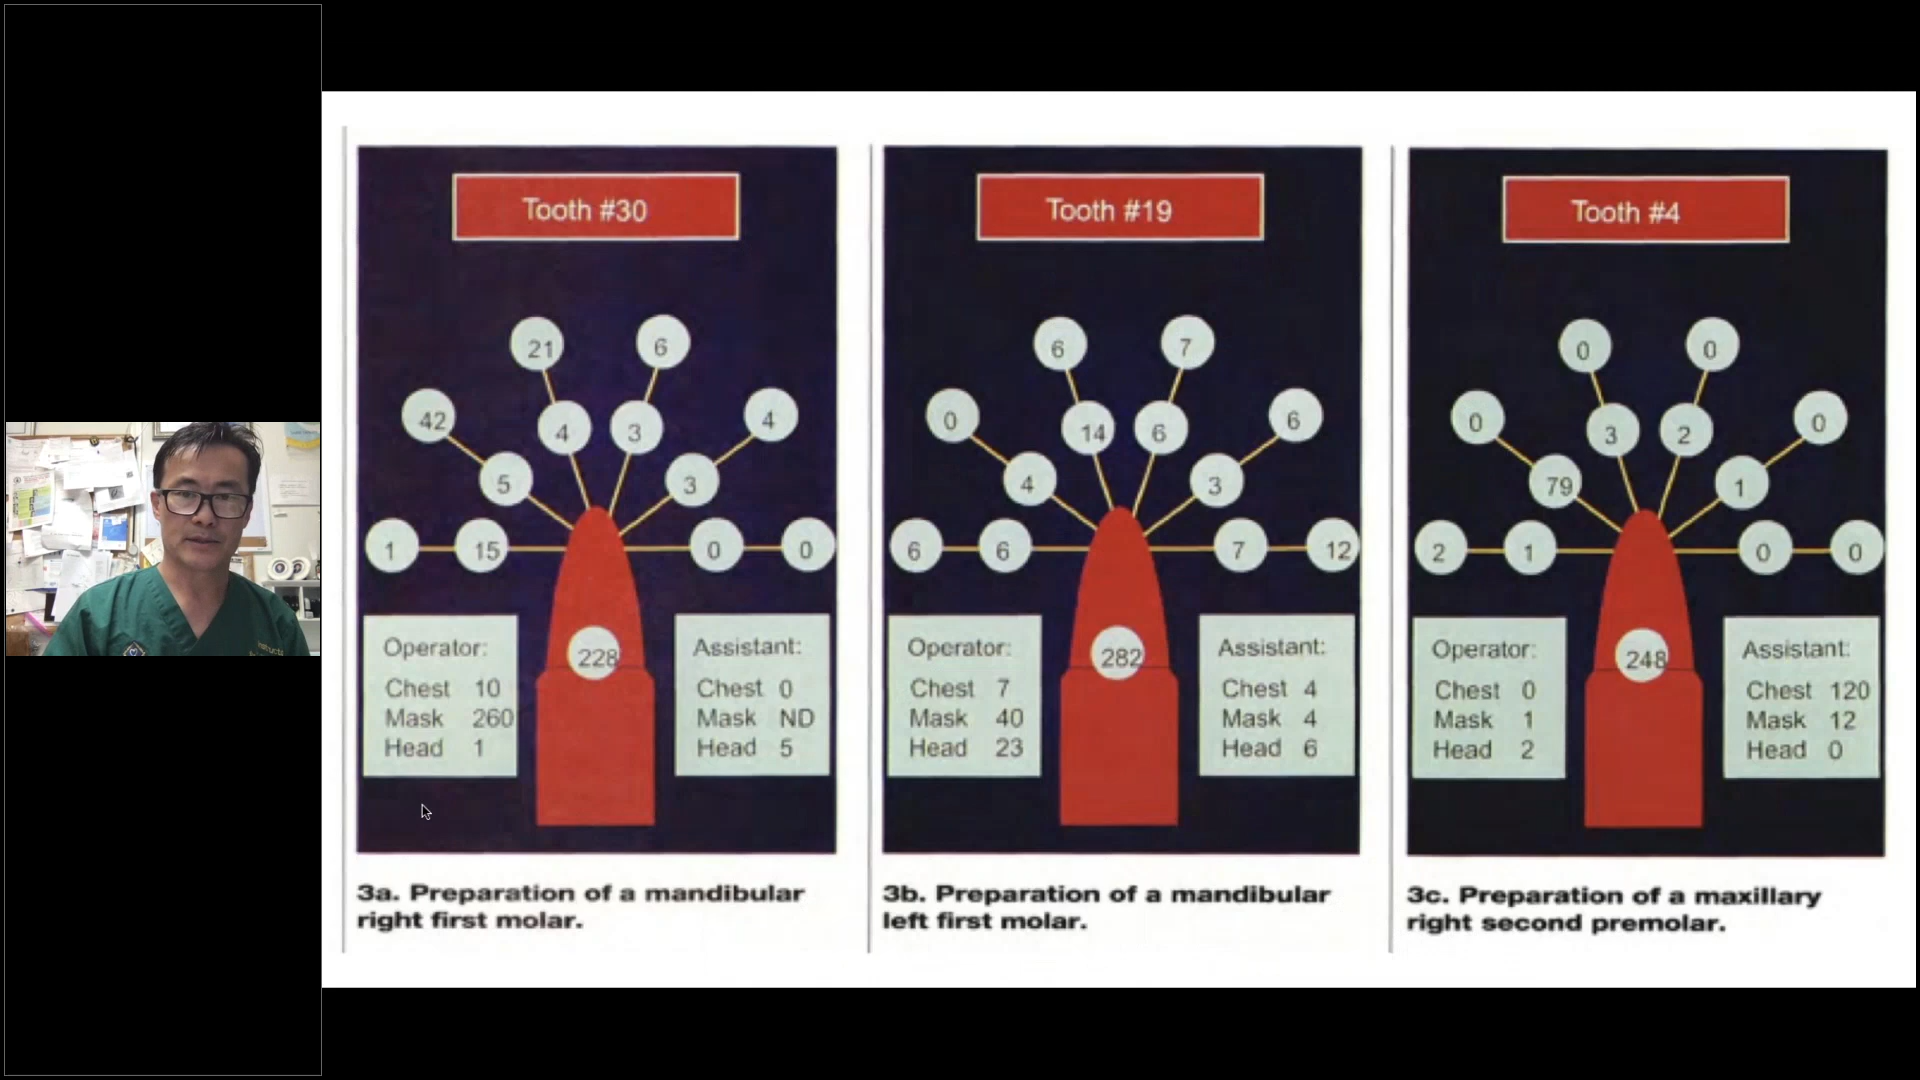 Tooth #30
21 6
42 4 3 4
5 3
1 15 0 0
228
Operator:
Chest 10
Mask 260
Head 1
Assistant:
Chest 0
Mask ND
Head 5
3a. Preparation of a mandibular
right first molar.
Tooth #19
6 7
0 14 6 6
4 3
6 6 7 12
282
Operator:
Chest 7
Mask 40
Head 23
Assistant:
Chest 4
Mask 4
Head 6
3b. Preparation of a mandibular
left first molar.
Tooth #4
0 0
0 3 2 0
79 1
2 1 0 0
248
Operator:
Chest 0
Mask 1
Head 2
Assistant:
Chest 120
Mask 12
Head 0
3c. Preparation of a maxillary
right second premolar.